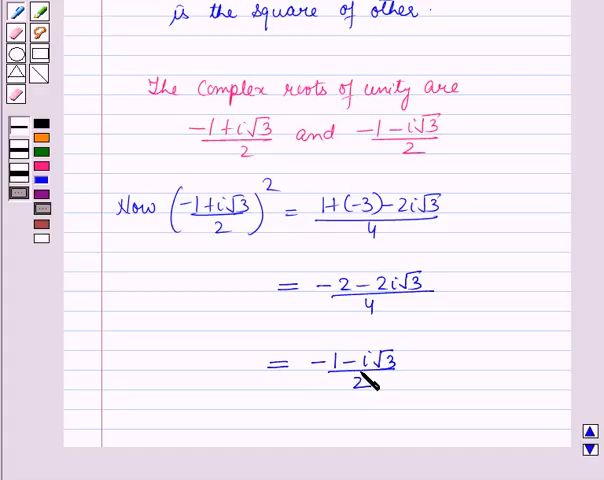 is the square of other.
The Complex roots of unity are
(-1+i√3)/2 and (-1-i√3)/2
Now ((-1+i√3)/2)² = (1+(-3)-2i√3)/4
= (-2-2i√3)/4
= (-1-i√3)/2